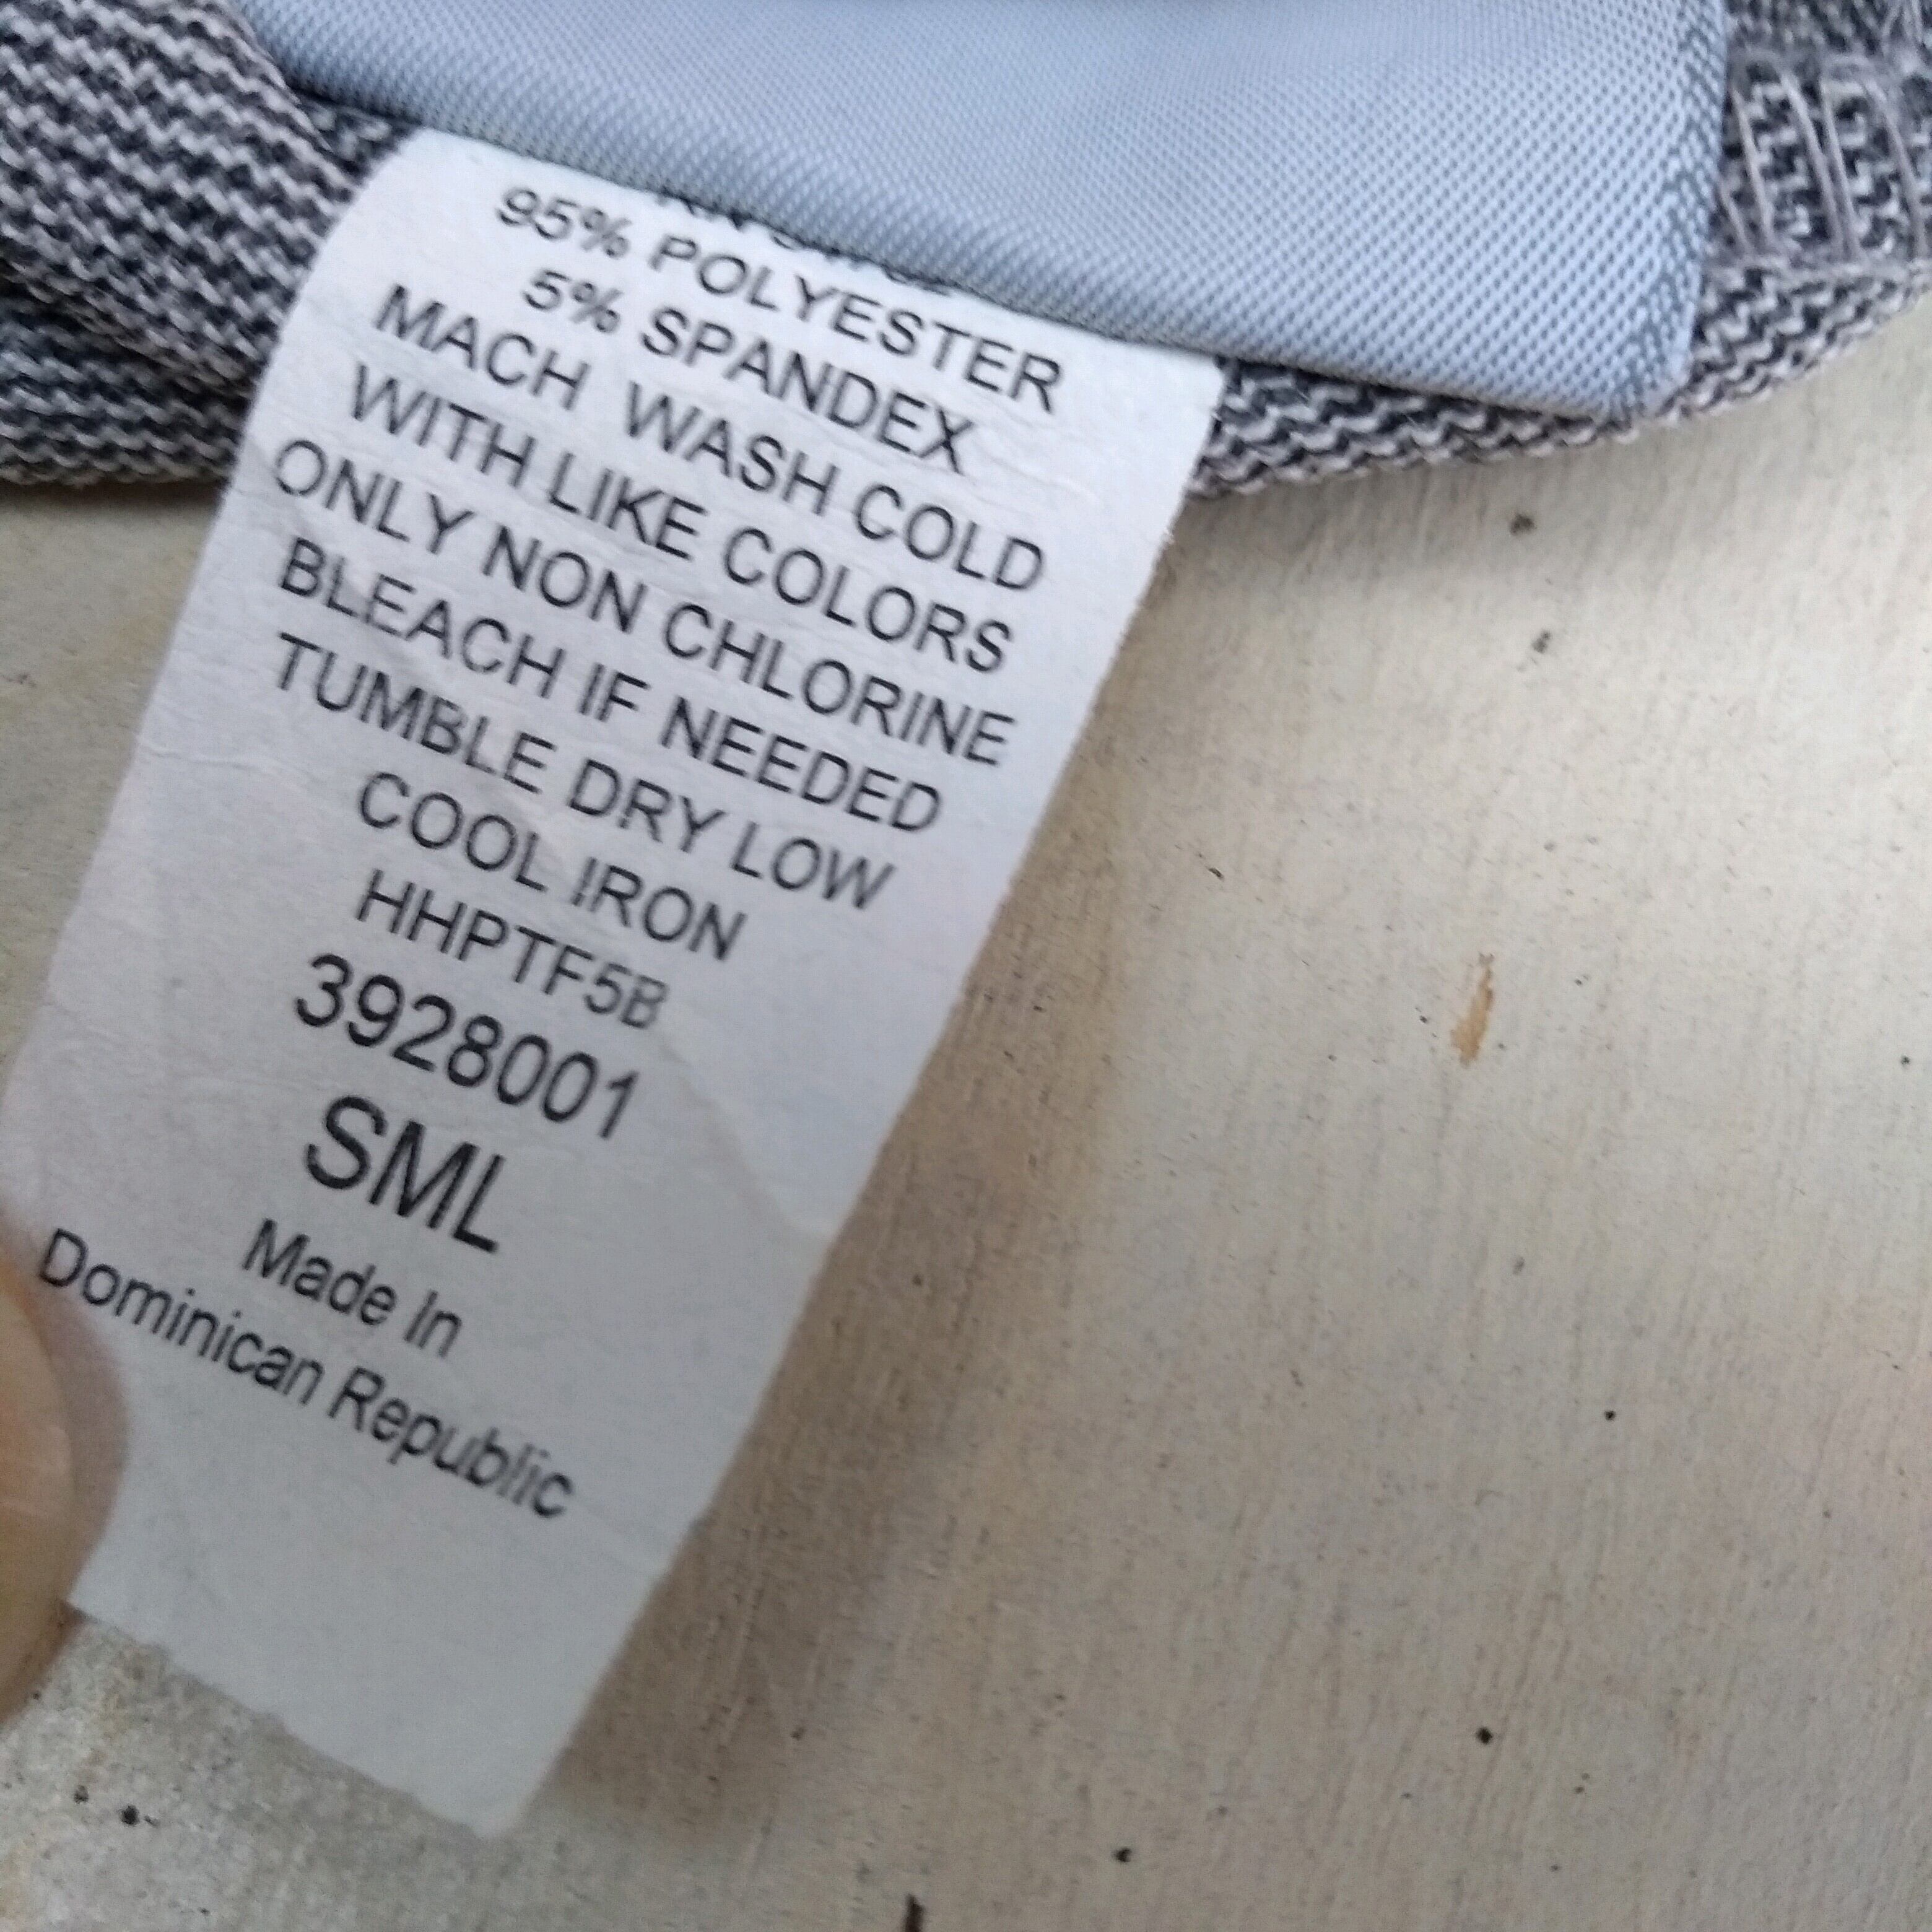 95% POLYESTER
5% SPANDEX
MACH WASH COLD
WITH LIKE COLORS
ONLY NON CHLORINE
BLEACH IF NEEDED
TUMBLE DRY LOW
COOL IRON
HHPTF5B
3928001
SML
Made In
Dominican Republic